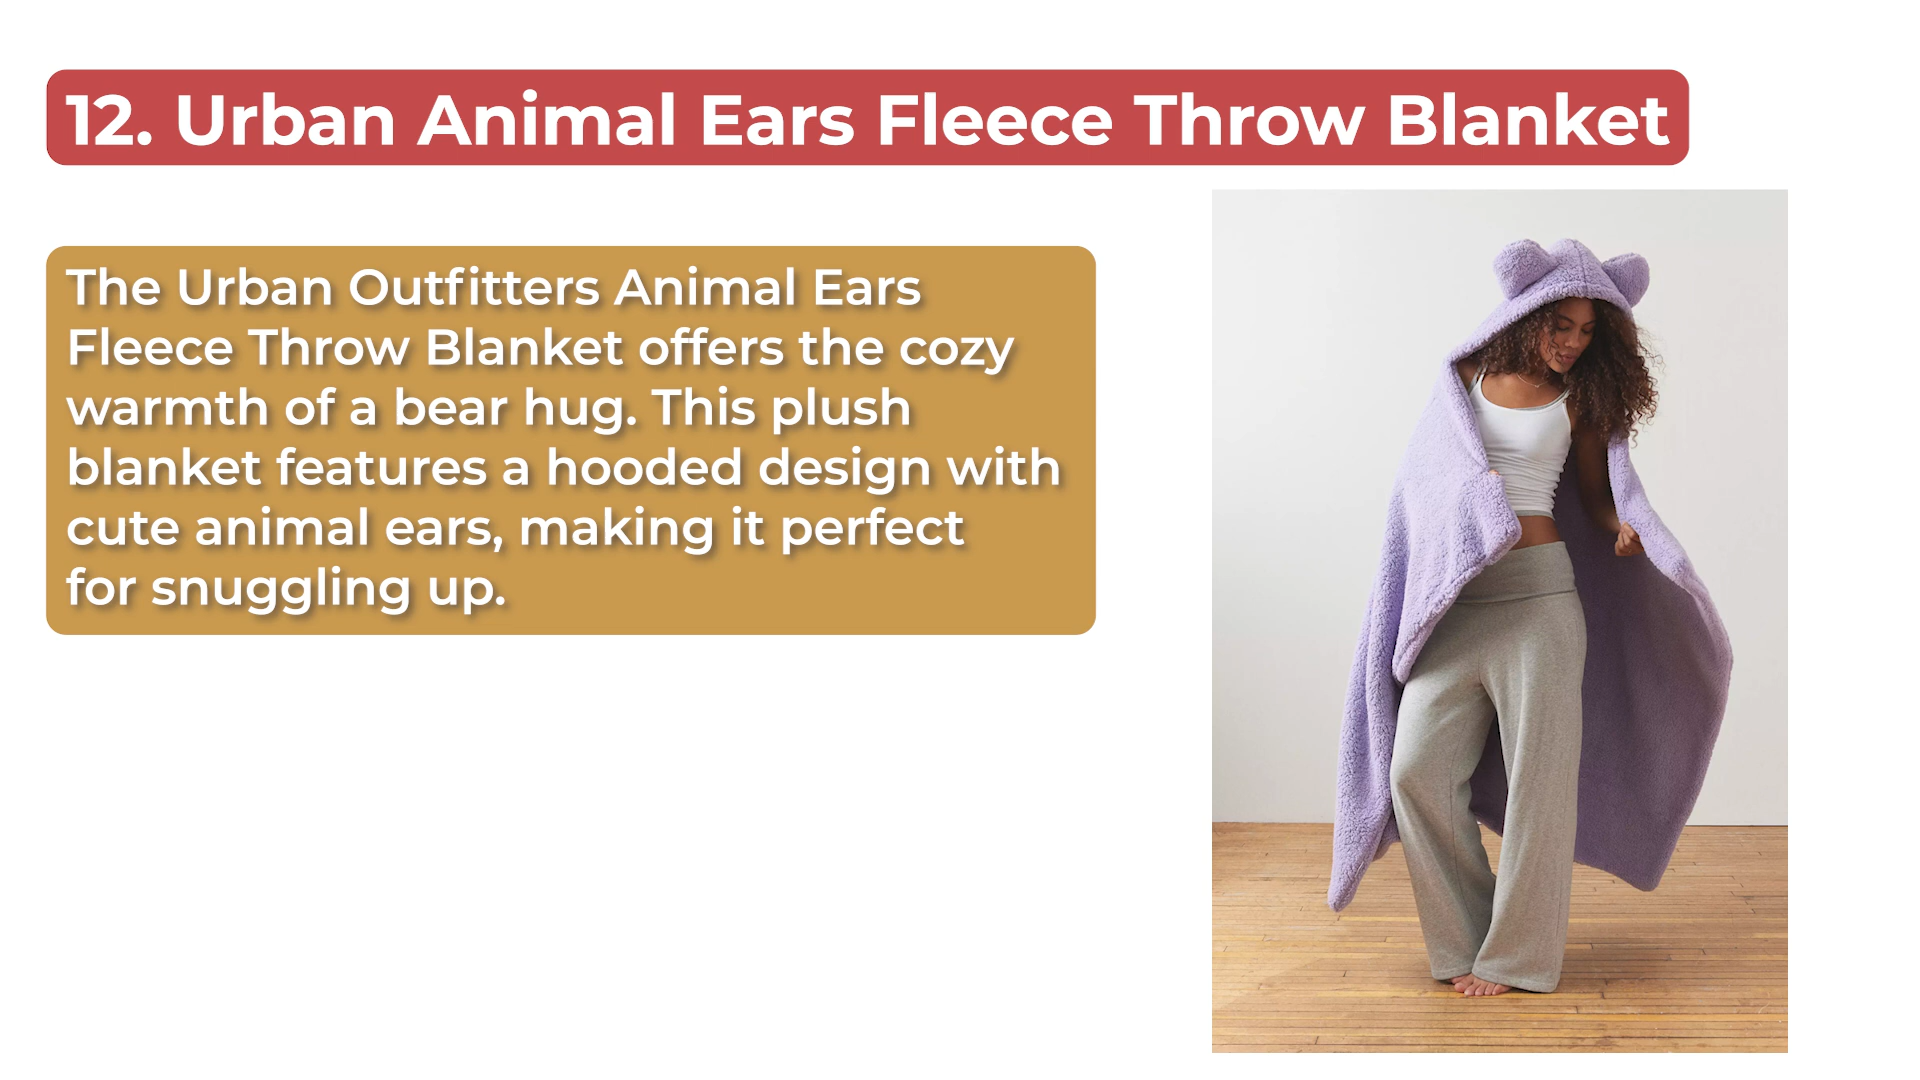 12. Urban Animal Ears Fleece Throw Blanket
The Urban Outfitters Animal Ears
Fleece Throw Blanket offers the cozy
warmth of a bear hug. This plush
blanket features a hooded design with
cute animal ears, making it perfect
for snuggling up.